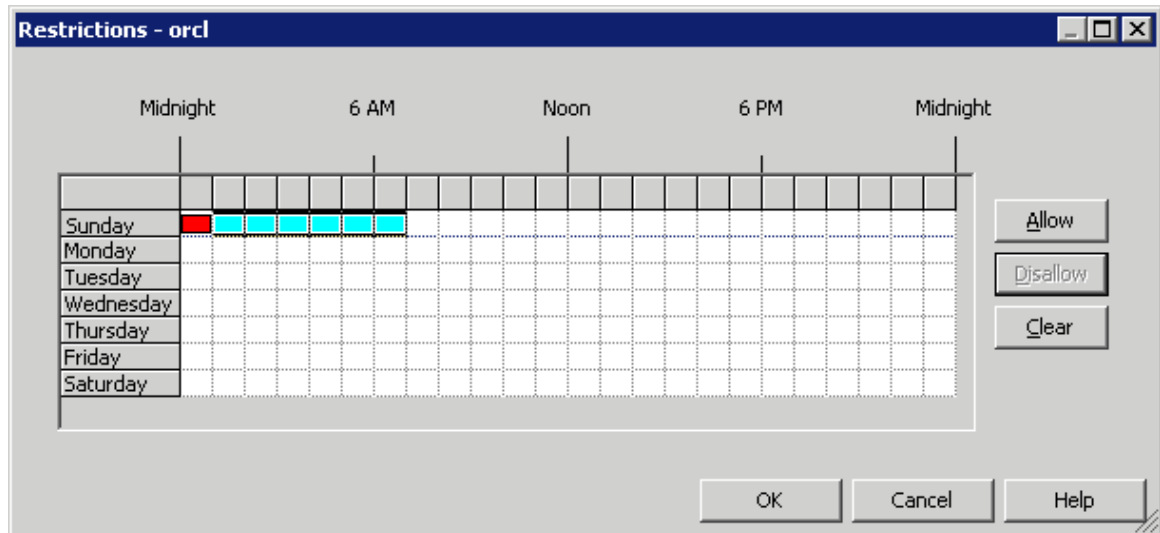 Restrictions - orcl
Midnight 6 AM Noon 6 PM Midnight
Sunday
Monday
Tuesday
Wednesday
Thursday
Friday
Saturday
Allow
Disallow
Clear
OK Cancel Help